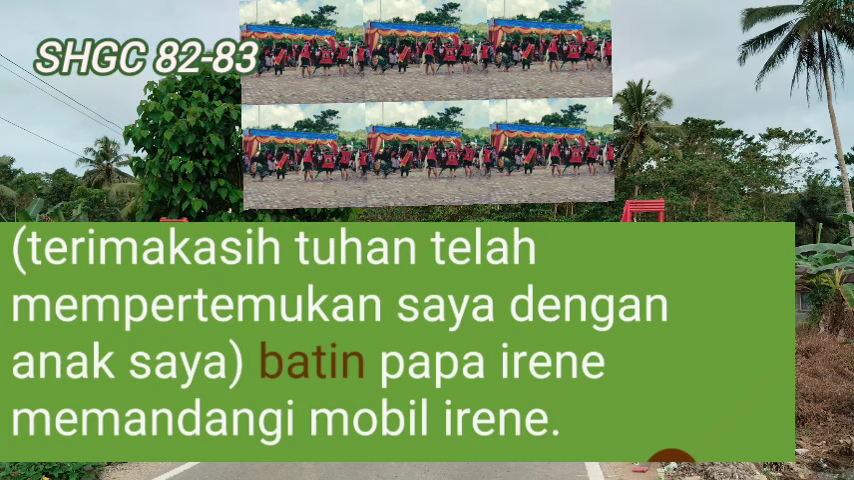 SHGC 82-83
(terimakasih tuhan telah
mempertemukan saya dengan
anak saya) batin papa irene
memandangi mobil irene.